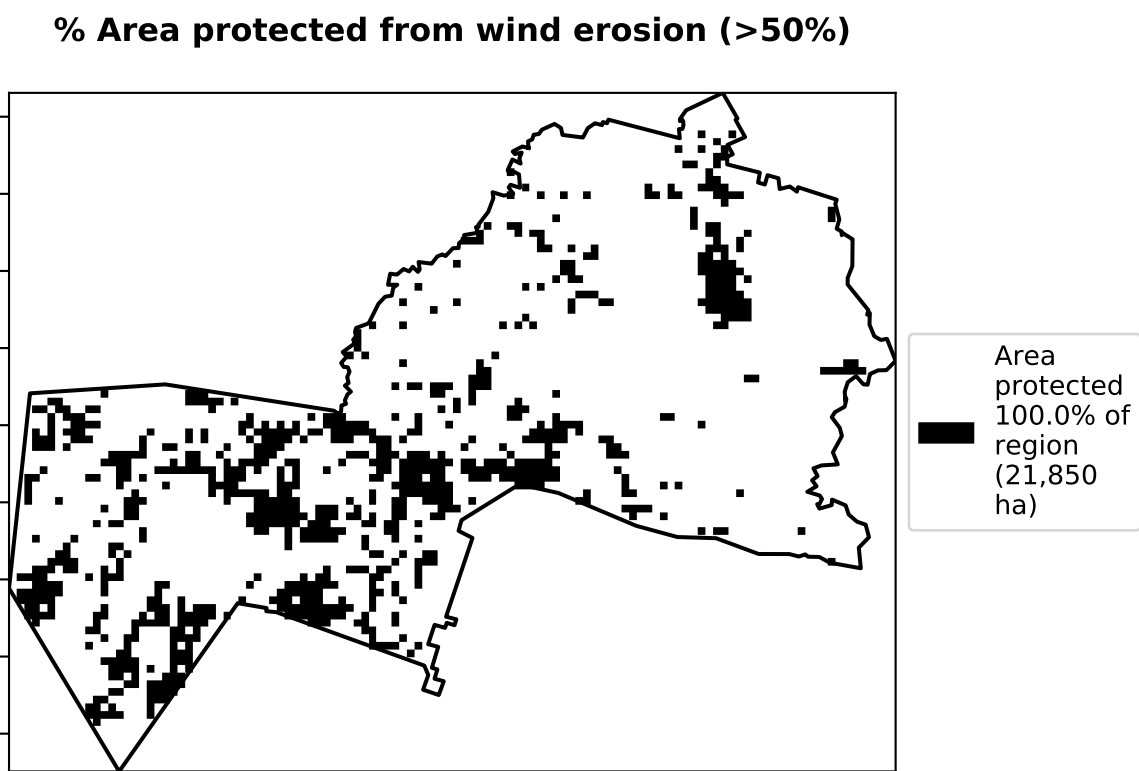 % Area protected from wind erosion (>50%)
Area
protected
100.0% of
region
(21,850
ha)